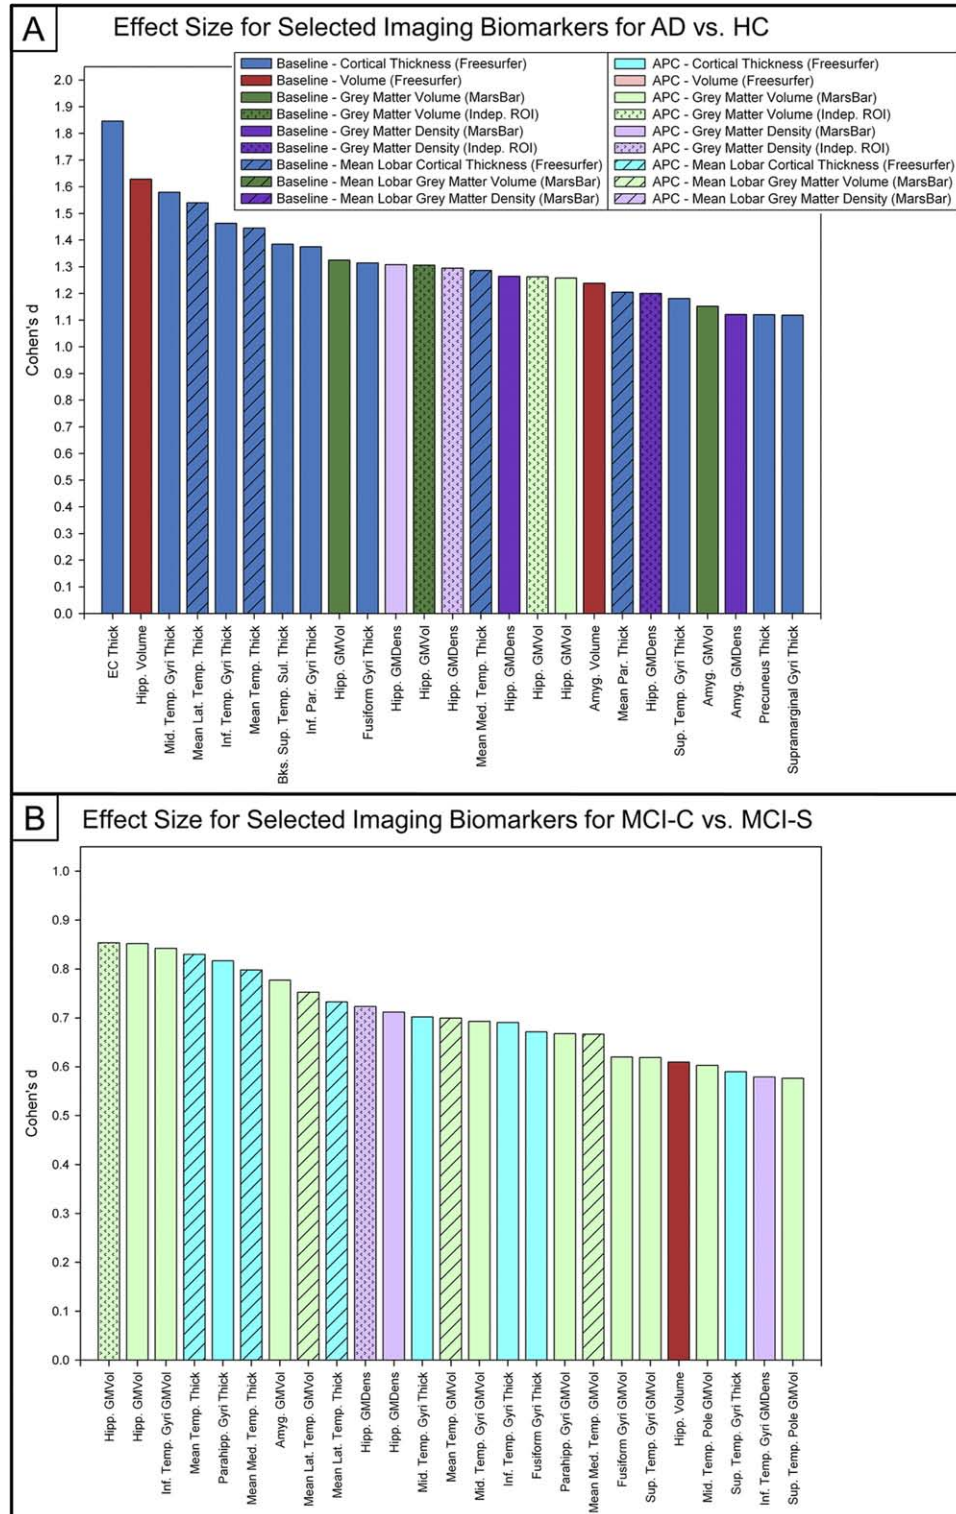 A
Effect Size for Selected Imaging Biomarkers for AD vs. HC
Baseline - Cortical Thickness (Freesurfer)
Baseline - Volume (Freesurfer)
Baseline - Grey Matter Volume (MarsBar)
Baseline - Grey Matter Volume (Indep. ROI)
Baseline - Grey Matter Density (MarsBar)
Baseline - Grey Matter Density (Indep. ROI)
Baseline - Mean Lobar Cortical Thickness (Freesurfer)
Baseline - Mean Lobar Grey Matter Volume (MarsBar)
Baseline - Mean Lobar Grey Matter Density (MarsBar)
APC - Cortical Thickness (Freesurfer)
APC - Volume (Freesurfer)
APC - Grey Matter Volume (MarsBar)
APC - Grey Matter Volume (Indep. ROI)
APC - Grey Matter Density (MarsBar)
APC - Grey Matter Density (Indep. ROI)
APC - Mean Lobar Cortical Thickness (Freesurfer)
APC - Mean Lobar Grey Matter Volume (MarsBar)
APC - Mean Lobar Grey Matter Density (MarsBar)
Cohen's d
2.0
1.9
1.8
1.7
1.6
1.5
1.4
1.3
1.2
1.1
1.0
0.9
0.8
0.7
0.6
0.5
0.4
0.3
0.2
0.1
0.0
EC Thick
Hipp. Volume
Mid. Temp. Gyri Thick
Mean Lat. Temp. Thick
Inf. Temp. Gyri Thick
Mean Temp. Thick
Bks. Sup. Temp. Sul. Thick
Inf. Par. Gyri Thick
Hipp. GMVol
Fusiform Gyri Thick
Hipp. GMDens
Hipp. GMVol
Hipp. GMDens
Mean Med. Temp. Thick
Hipp. GMDens
Hipp. GMVol
Hipp. GMVol
Amyg. Volume
Mean Par. Thick
Hipp. GMDens
Sup. Temp. Gyri Thick
Amyg. GMVol
Amyg. GMDens
Precuneus Thick
Supramarginal Gyri Thick
B
Effect Size for Selected Imaging Biomarkers for MCI-C vs. MCI-S
Cohen's d
1.0
0.9
0.8
0.7
0.6
0.5
0.4
0.3
0.2
0.1
0.0
Hipp. GMVol
Hipp. GMVol
Inf. Temp. Gyri GMVol
Mean Temp. Thick
Parahipp. Gyri Thick
Mean Med. Temp. Thick
Amyg. GMVol
Mean Lat. Temp. GMVol
Mean Lat. Temp. Thick
Hipp. GMDens
Hipp. GMDens
Mid. Temp. Gyri Thick
Mean Temp. GMVol
Mid. Temp. Gyri GMVol
Inf. Temp. Gyri Thick
Fusiform Gyri Thick
Parahipp. Gyri GMVol
Mean Med. Temp. GMVol
Fusiform Gyri GMVol
Sup. Temp. Gyri GMVol
Hipp. Volume
Mid. Temp. Pole GMVol
Sup. Temp. Gyri Thick
Inf. Temp. Gyri GMDens
Sup. Temp. Pole GMVol